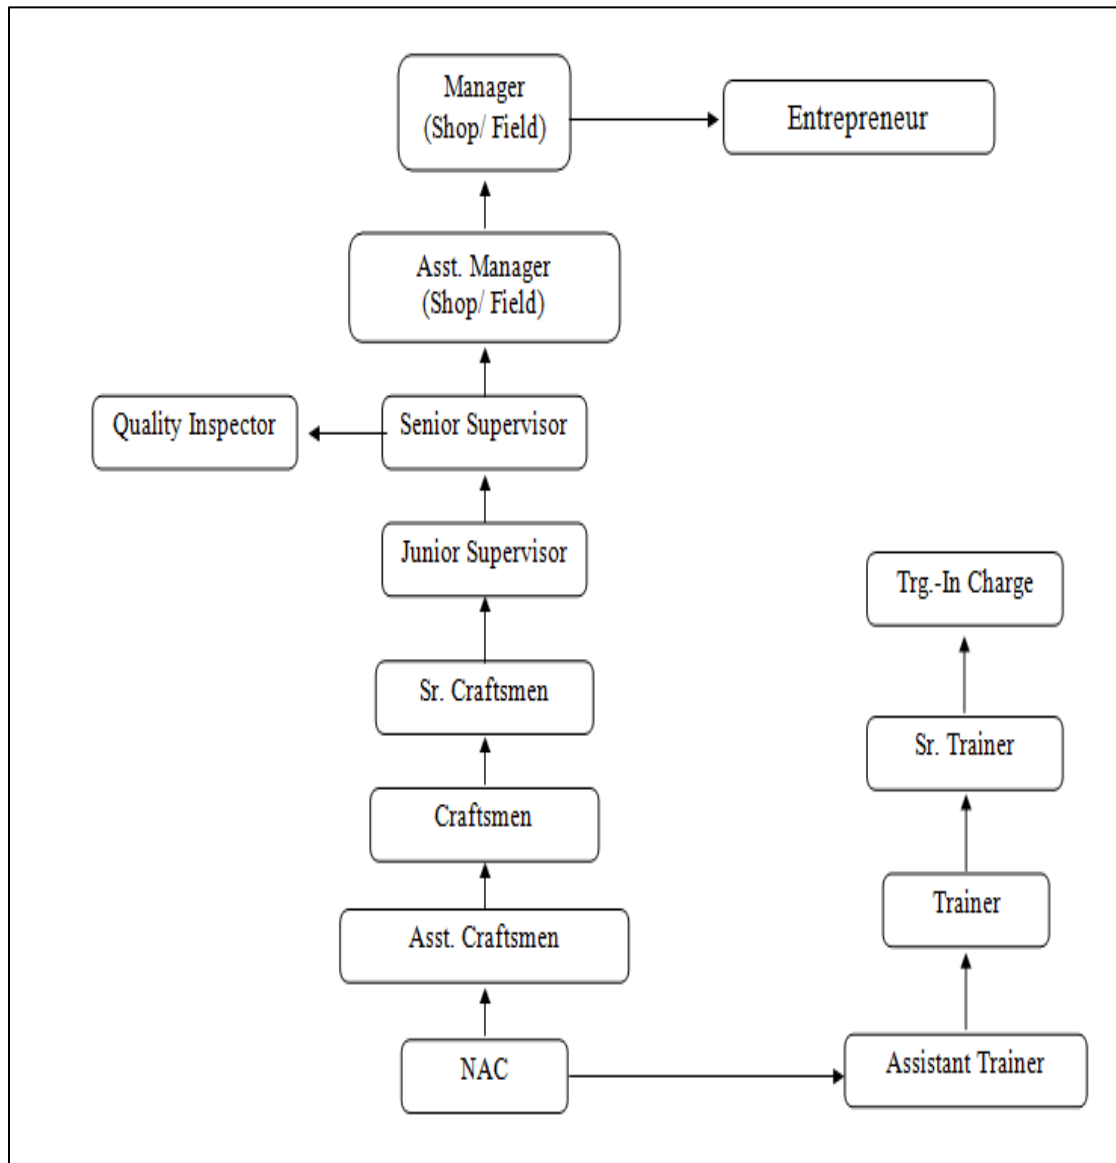 Manager
(Shop/ Field)
Entrepreneur
Asst. Manager
(Shop/ Field)
Quality Inspector
Senior Supervisor
Junior Supervisor
Trg.-In Charge
Sr. Craftsmen
Sr. Trainer
Craftsmen
Trainer
Asst. Craftsmen
NAC
Assistant Trainer